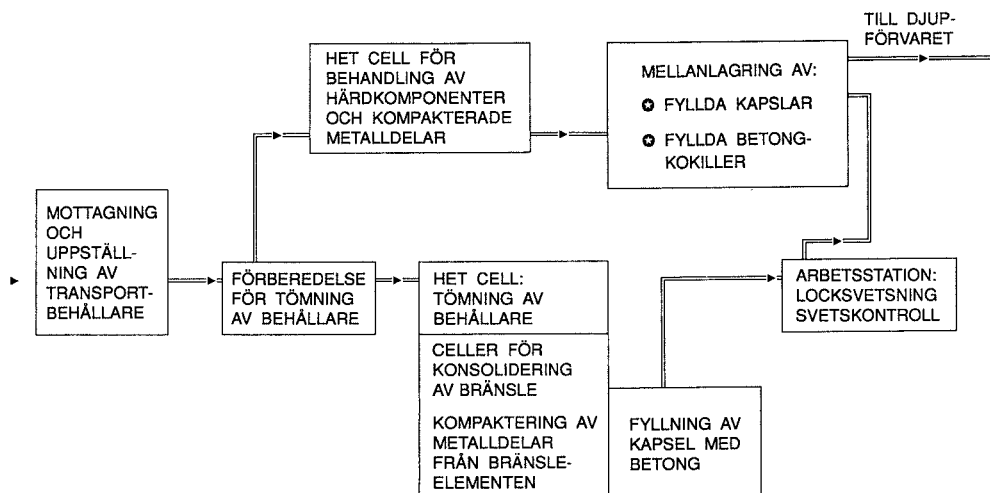 TILL DJUP-
FÖRVARET
HET CELL FÖR
BEHANDLING AV
HÄRDKOMPONENTER
OCH KOMPAKTERADE
METALLDELAR
MELLANLAGRING AV:
✪ FYLLDA KAPSLAR
✪ FYLLDA BETONG-
KOKILLER
MOTTAGNING
OCH
UPPSTÄLL-
NING AV
TRANSPORT-
BEHÅLLARE
FÖRBEREDELSE
FÖR TÖMNING
AV BEHÅLLARE
HET CELL:
TÖMNING AV
BEHÅLLARE
CELLER FÖR
KONSOLIDERING
AV BRÄNSLE
KOMPAKTERING AV
METALLDELAR
FRÅN BRÄNSLE-
ELEMENTEN
FYLLNING AV
KAPSEL MED
BETONG
ARBETSSTATION:
LOCKSVETSNING
SVETSKONTROLL